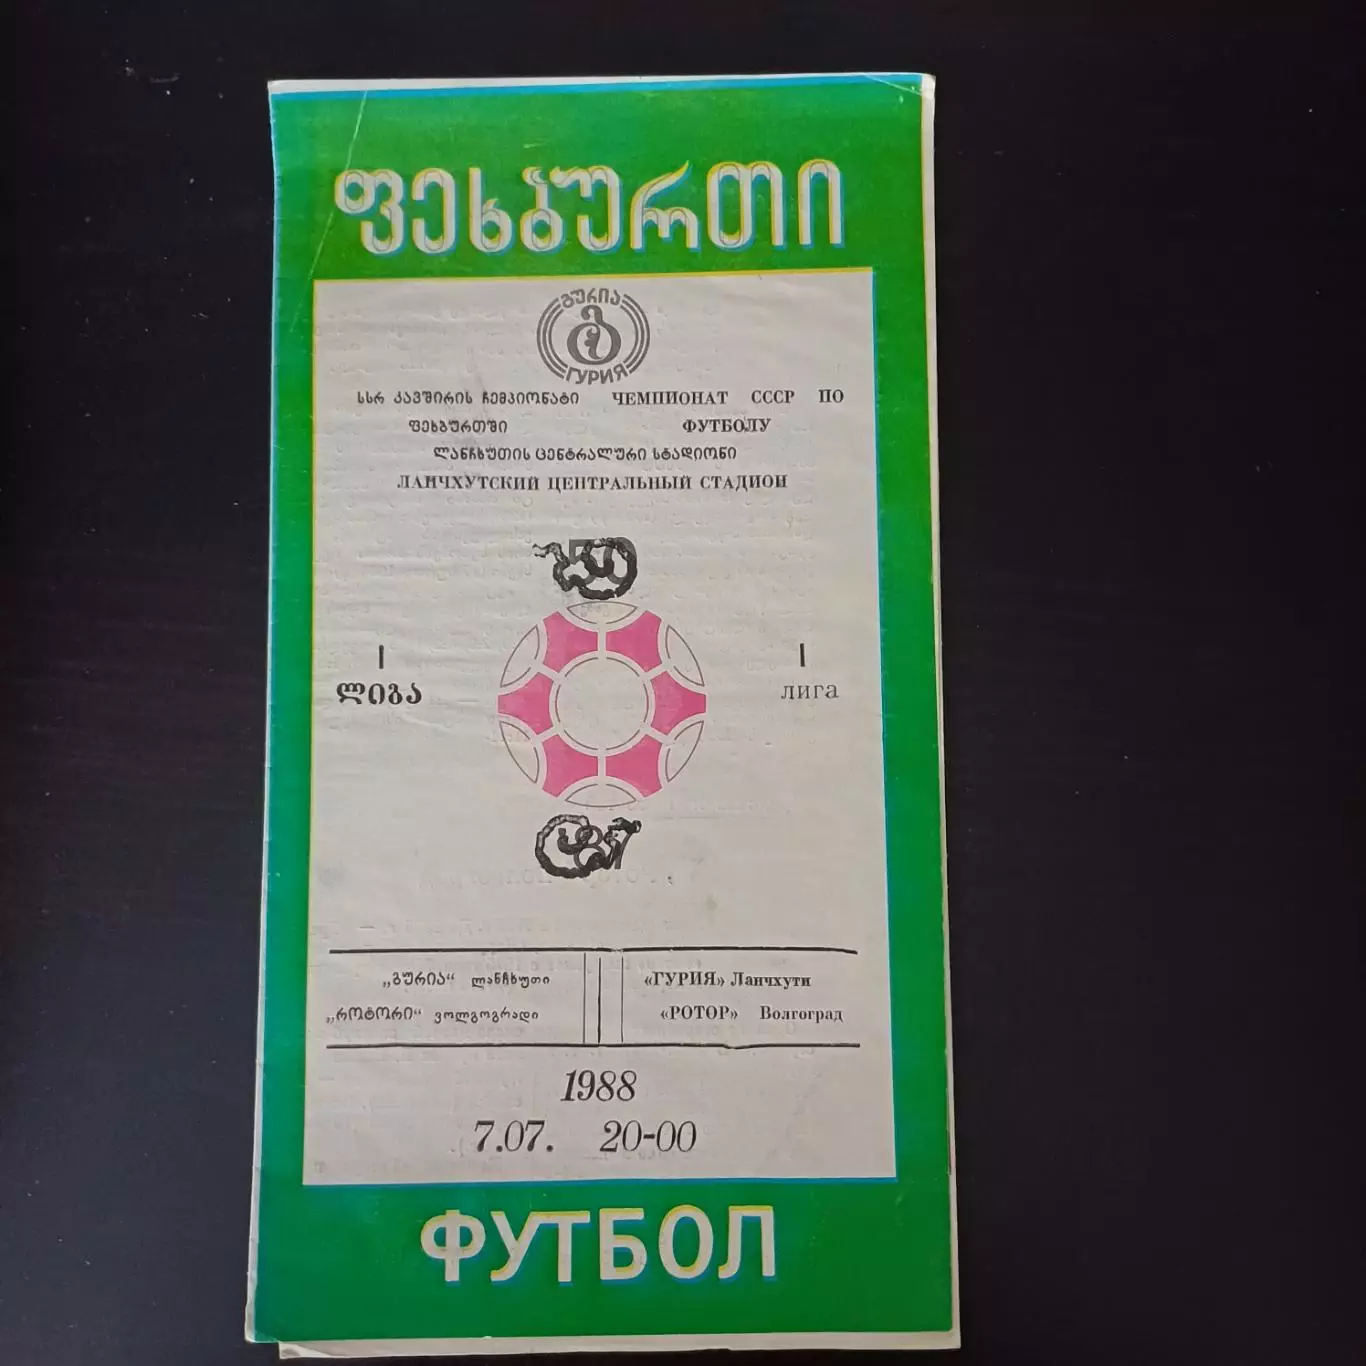 ფეხბურთი
გურია
ГУРИЯ
სსრ კავშირის ჩემპიონატი ЧЕМПИОНАТ СССР ПО
ფეხბურთში ФУТБОЛУ
ლანჩხუთის ცენტრალური სტადიონი
ЛАНЧХУТСКИЙ ЦЕНТРАЛЬНЫЙ СТАДИОН
I I
ლიგა лига
„გურია“ ლანჩხუთი «ГУРИЯ» Ланчхути
„როტორი“ ვოლგოგრადი «РОТОР» Волгоград
1988
7.07. 20-00
ФУТБОЛ